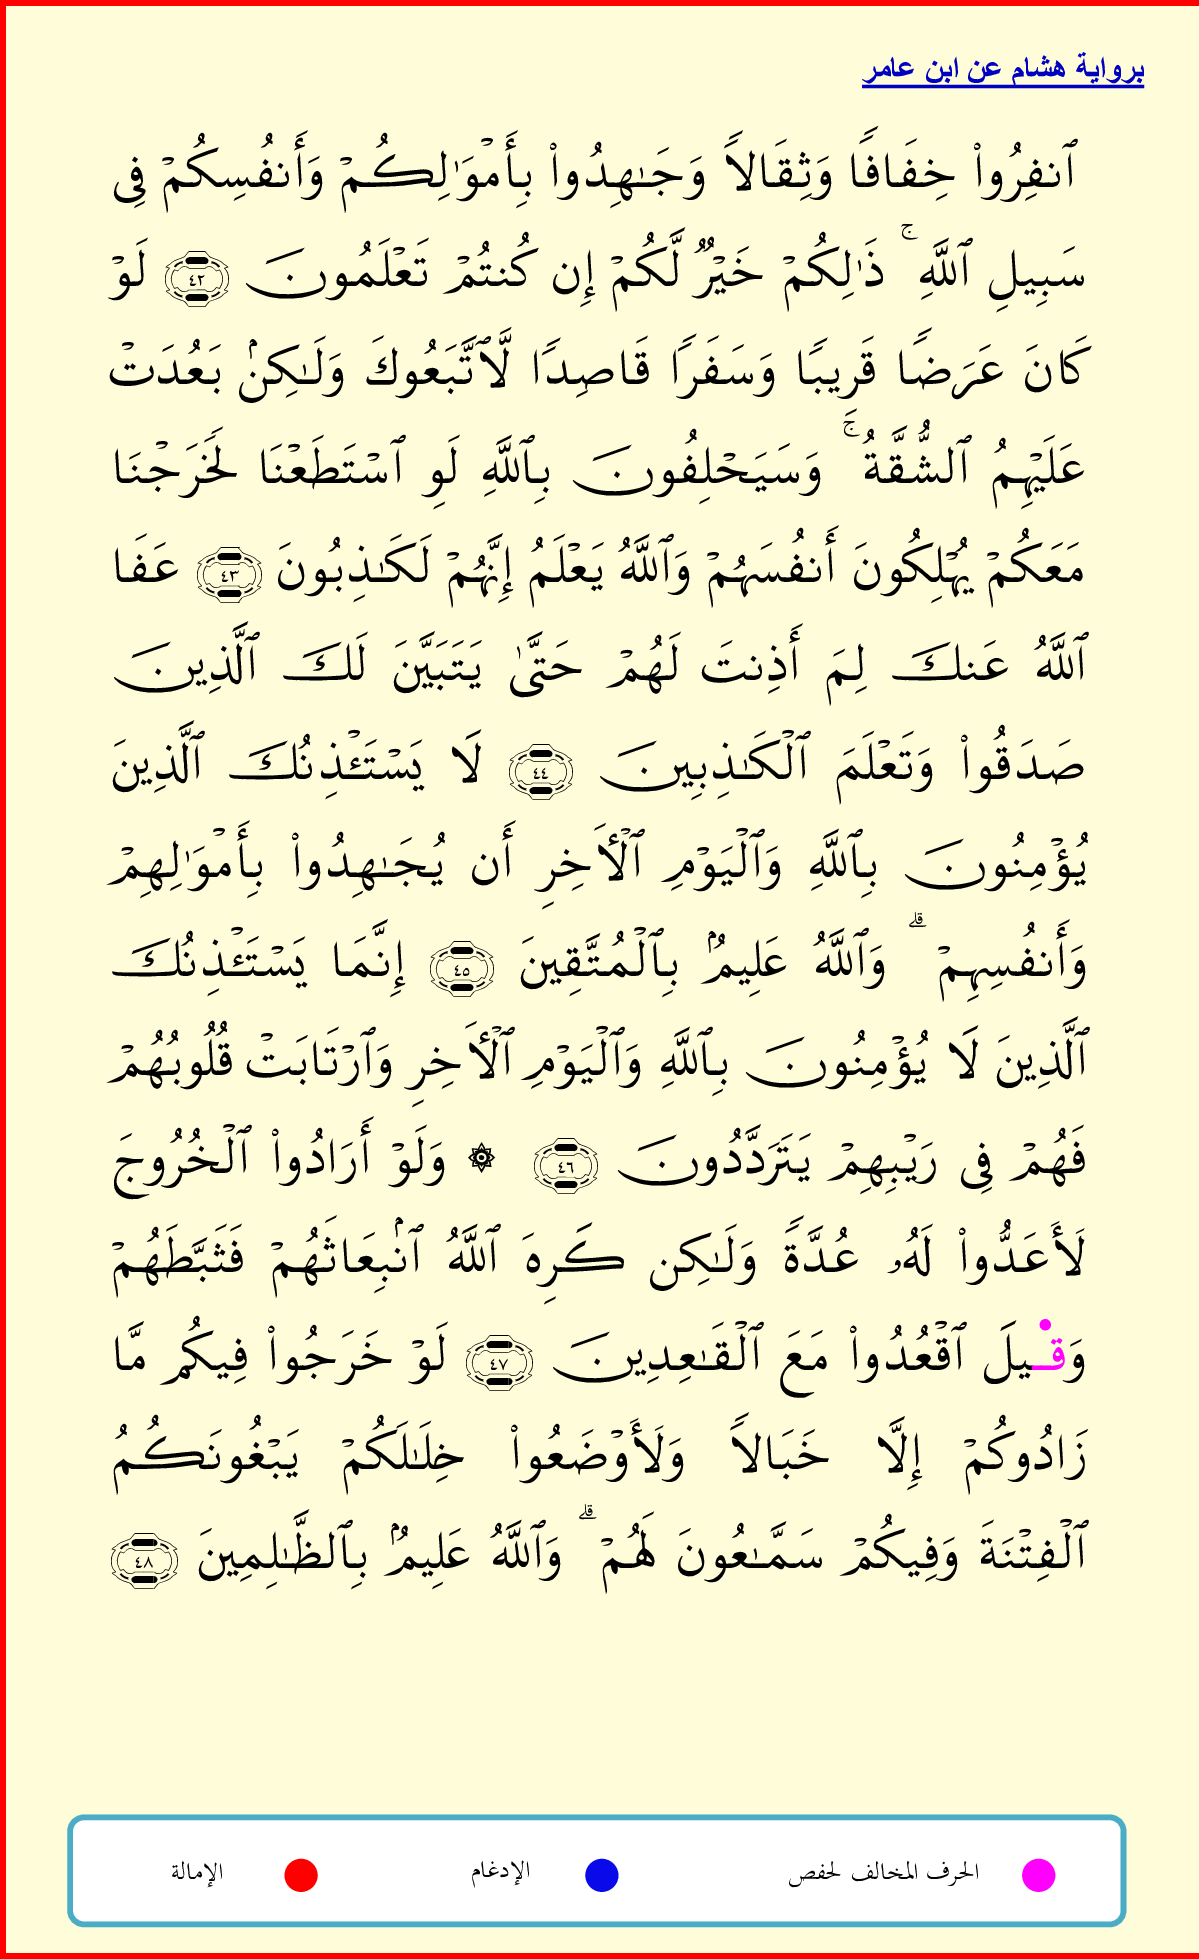 برواية هشام عن ابن عامر
ٱنفِرُوا۟ خِفَافًا وَثِقَالًا وَجَـٰهِدُوا۟ بِأَمْوَٰلِكُمْ وَأَنفُسِكُمْ فِى
سَبِيلِ ٱللَّهِ ۚ ذَٰلِكُمْ خَيْرٌ لَّكُمْ إِن كُنتُمْ تَعْلَمُونَ ٤٢ لَوْ
كَانَ عَرَضًا قَرِيبًا وَسَفَرًا قَاصِدًا لَّٱتَّبَعُوكَ وَلَـٰكِنۢ بَعُدَتْ
عَلَيْهِمُ ٱلشُّقَّةُ ۚ وَسَيَحْلِفُونَ بِٱللَّهِ لَوِ ٱسْتَطَعْنَا لَخَرَجْنَا
مَعَكُمْ يُهْلِكُونَ أَنفُسَهُمْ وَٱللَّهُ يَعْلَمُ إِنَّهُمْ لَكَـٰذِبُونَ ٤٣ عَفَا
ٱللَّهُ عَنكَ لِمَ أَذِنتَ لَهُمْ حَتَّىٰ يَتَبَيَّنَ لَكَ ٱلَّذِينَ
صَدَقُوا۟ وَتَعْلَمَ ٱلْكَـٰذِبِينَ ٤٤ لَا يَسْتَـْٔذِنُكَ ٱلَّذِينَ
يُؤْمِنُونَ بِٱللَّهِ وَٱلْيَوْمِ ٱلْـَٔاخِرِ أَن يُجَـٰهِدُوا۟ بِأَمْوَٰلِهِمْ
وَأَنفُسِهِمْ ۗ وَٱللَّهُ عَلِيمٌۢ بِٱلْمُتَّقِينَ ٤٥ إِنَّمَا يَسْتَـْٔذِنُكَ
ٱلَّذِينَ لَا يُؤْمِنُونَ بِٱللَّهِ وَٱلْيَوْمِ ٱلْـَٔاخِرِ وَٱرْتَابَتْ قُلُوبُهُمْ
فَهُمْ فِى رَيْبِهِمْ يَتَرَدَّدُونَ ٤٦ ۞ وَلَوْ أَرَادُوا۟ ٱلْخُرُوجَ
لَأَعَدُّوا۟ لَهُۥ عُدَّةً وَلَـٰكِن كَرِهَ ٱللَّهُ ٱنۢبِعَاثَهُمْ فَثَبَّطَهُمْ
وَقِيلَ ٱقْعُدُوا۟ مَعَ ٱلْقَـٰعِدِينَ ٤٧ لَوْ خَرَجُوا۟ فِيكُم مَّا
زَادُوكُمْ إِلَّا خَبَالًا وَلَأَوْضَعُوا۟ خِلَـٰلَكُمْ يَبْغُونَكُمُ
ٱلْفِتْنَةَ وَفِيكُمْ سَمَّـٰعُونَ لَهُمْ ۗ وَٱللَّهُ عَلِيمٌۢ بِٱلظَّـٰلِمِينَ ٤٨
الحرف المخالف لحفص الإدغام الإمالة